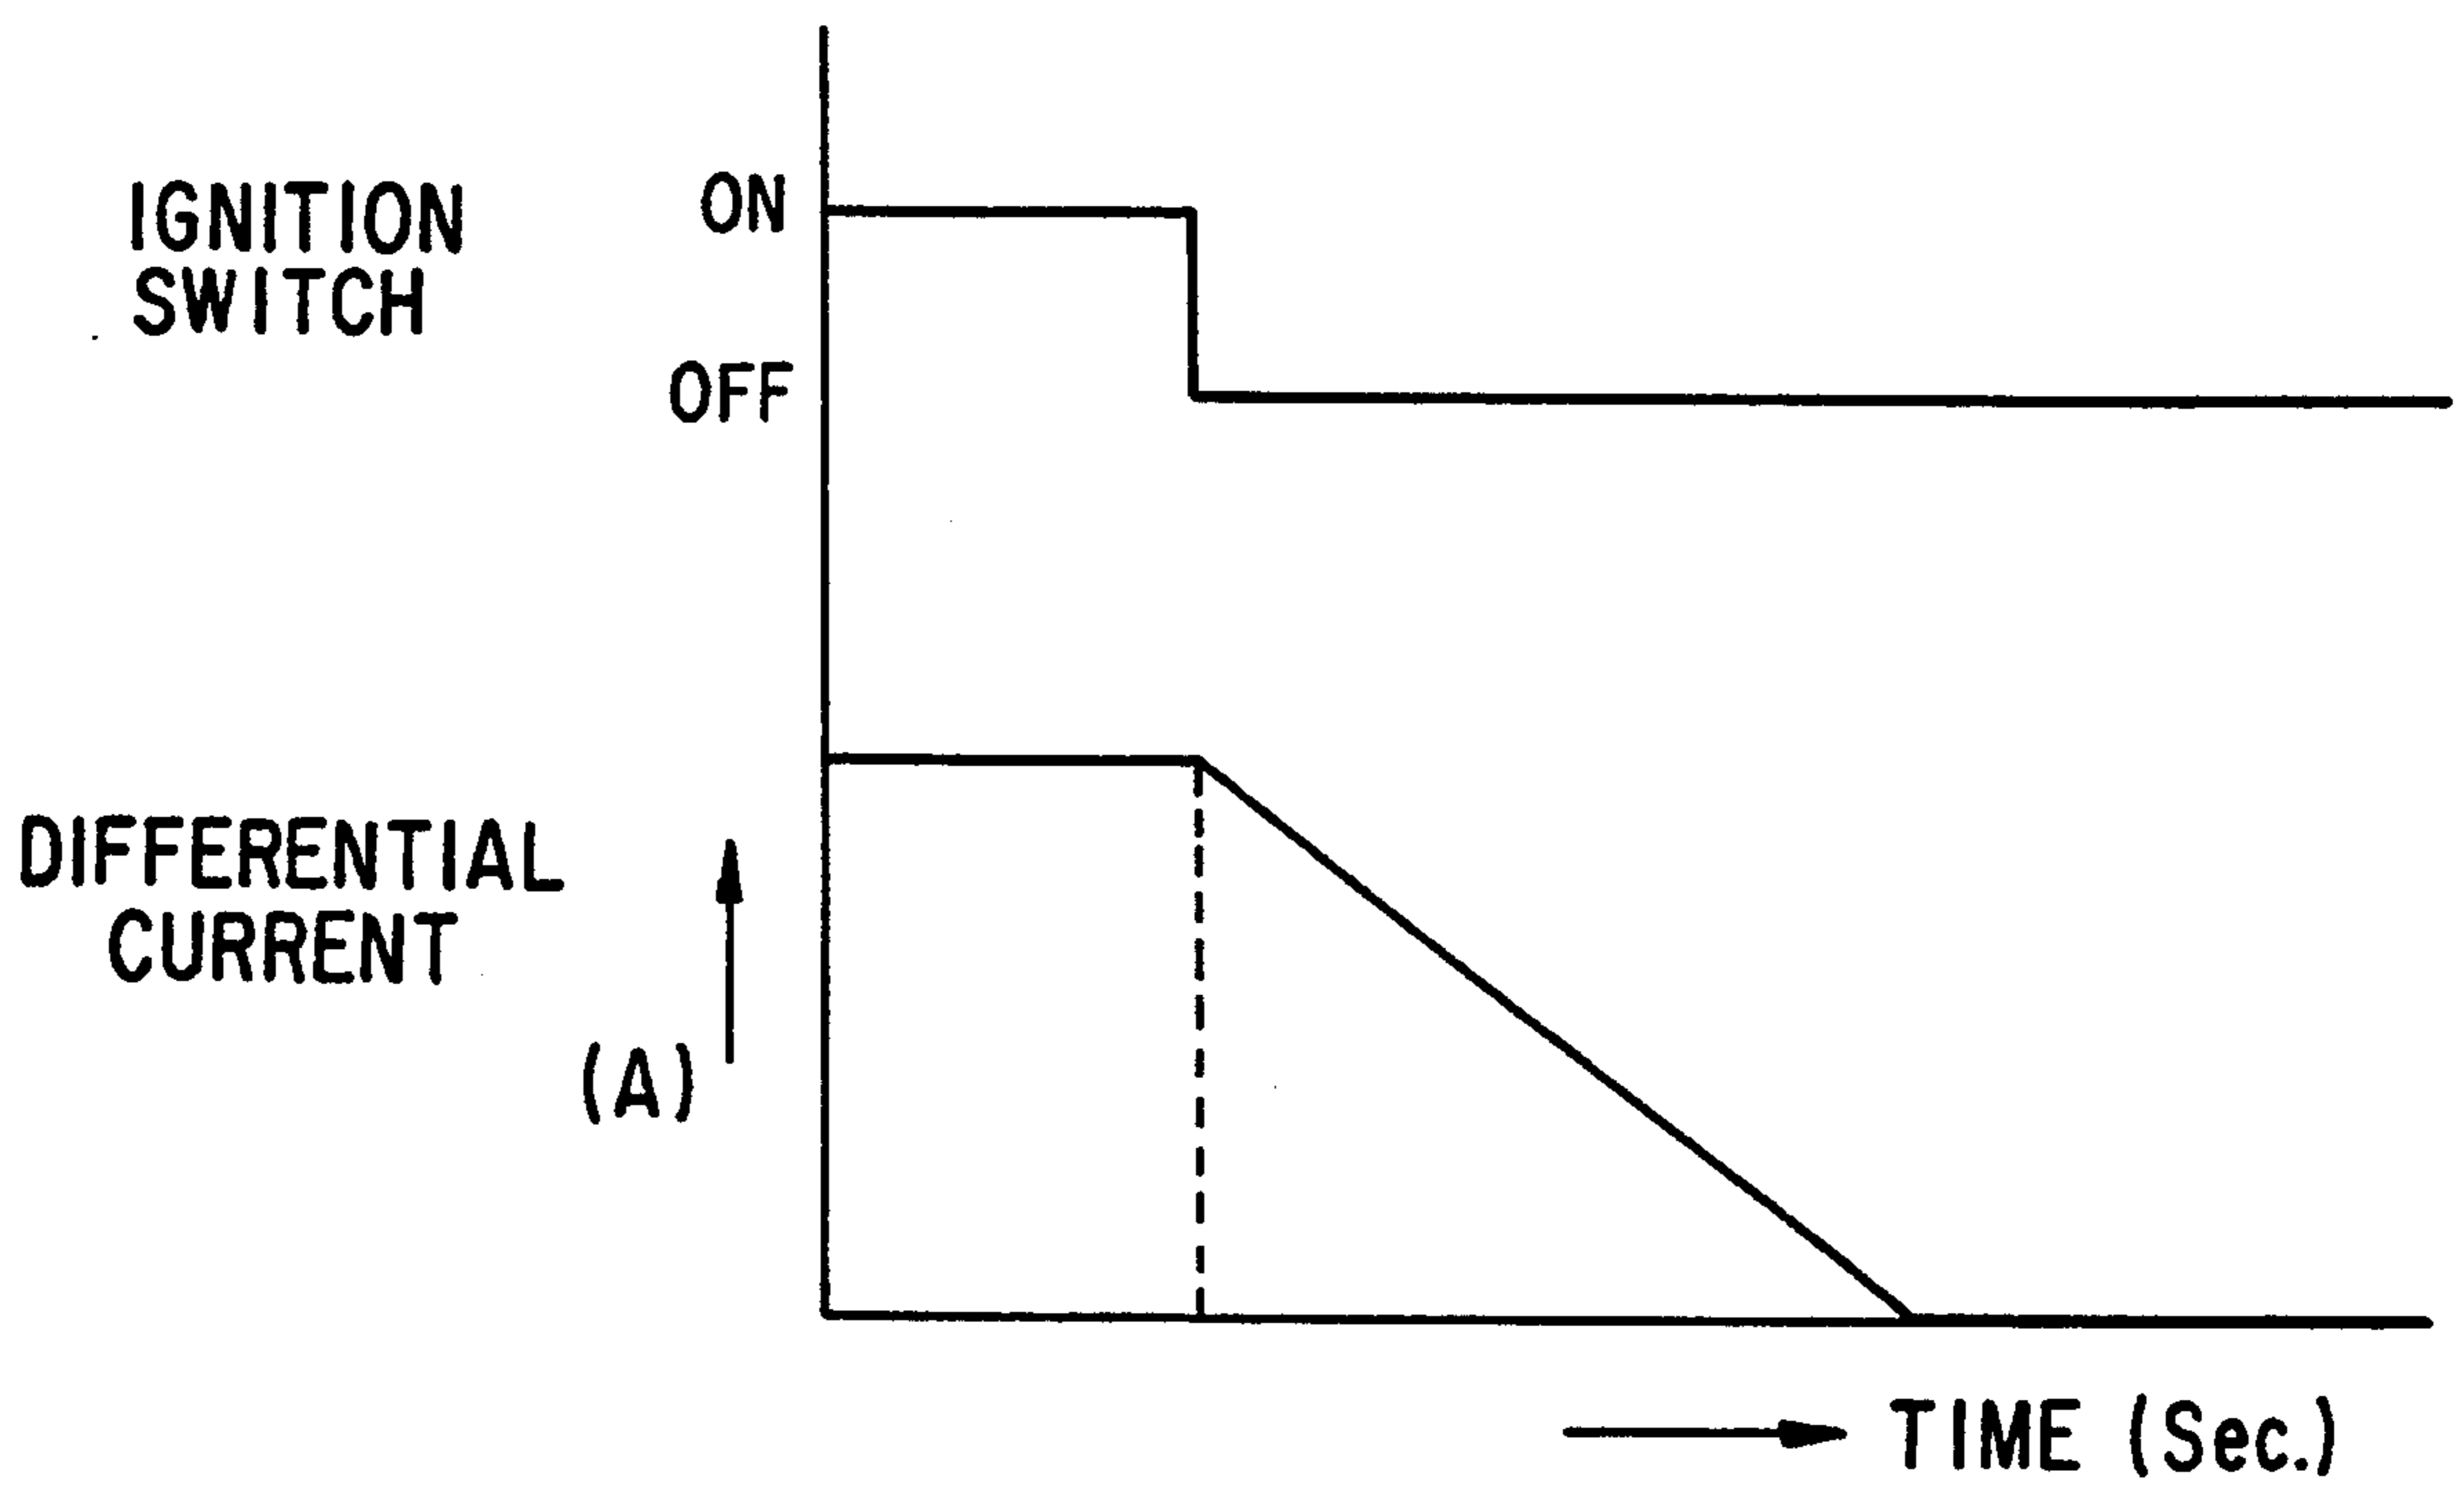 IGNITION
SWITCH
ON
OFF
DIFFERENTIAL
CURRENT
(A)
TIME (Sec.)